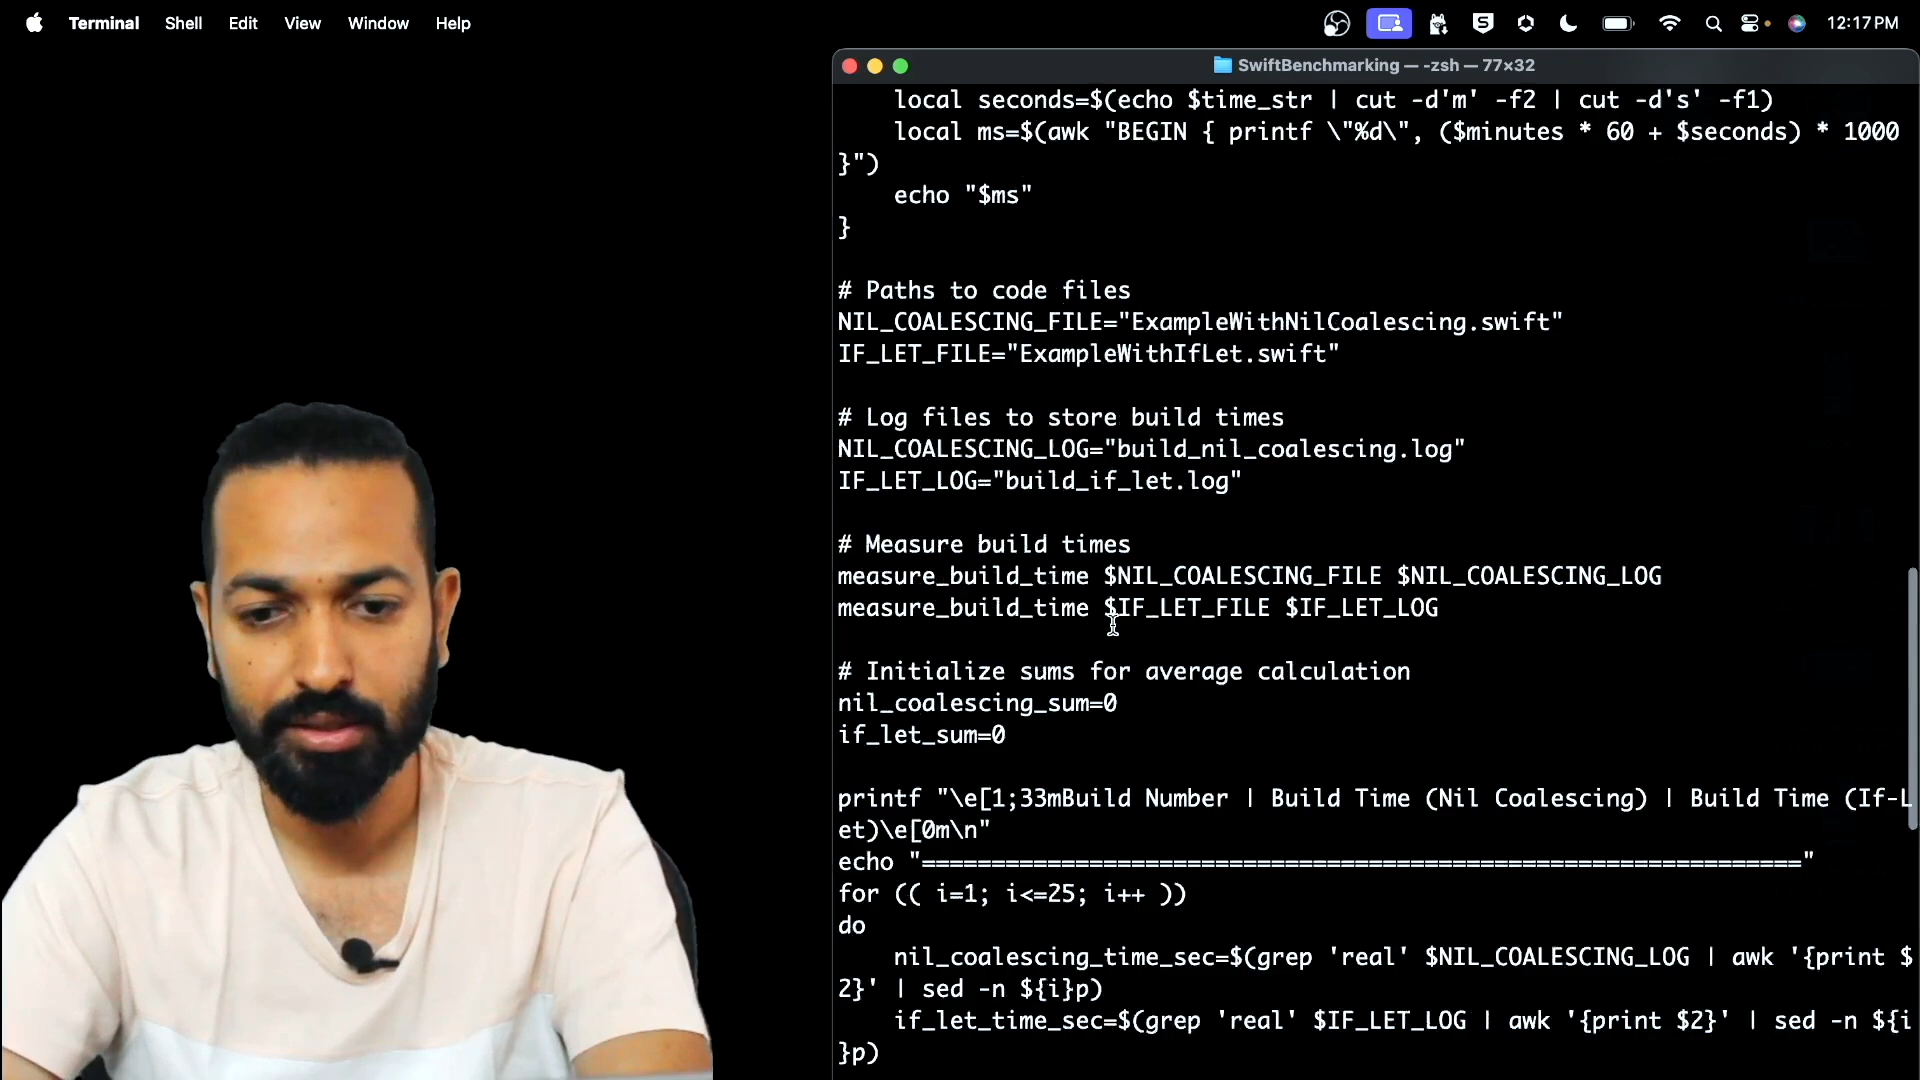 Terminal Shell Edit View Window Help 12:17 PM
SwiftBenchmarking — -zsh — 77×32
local seconds=$(echo $time_str | cut -d'm' -f2 | cut -d's' -f1)
local ms=$(awk "BEGIN { printf \"%d\", ($minutes * 60 + $seconds) * 1000
}")
echo "$ms"
}
# Paths to code files
NIL_COALESCING_FILE="ExampleWithNilCoalescing.swift"
IF_LET_FILE="ExampleWithIfLet.swift"
# Log files to store build times
NIL_COALESCING_LOG="build_nil_coalescing.log"
IF_LET_LOG="build_if_let.log"
# Measure build times
measure_build_time $NIL_COALESCING_FILE $NIL_COALESCING_LOG
measure_build_time $IF_LET_FILE $IF_LET_LOG
# Initialize sums for average calculation
nil_coalescing_sum=0
if_let_sum=0
printf "\e[1;33mBuild Number | Build Time (Nil Coalescing) | Build Time (If-L
et)\e[0m\n"
echo "==============================================================="
for (( i=1; i<=25; i++ ))
do
nil_coalescing_time_sec=$(grep 'real' $NIL_COALESCING_LOG | awk '{print $
2}' | sed -n ${i}p)
if_let_time_sec=$(grep 'real' $IF_LET_LOG | awk '{print $2}' | sed -n ${i
}p)